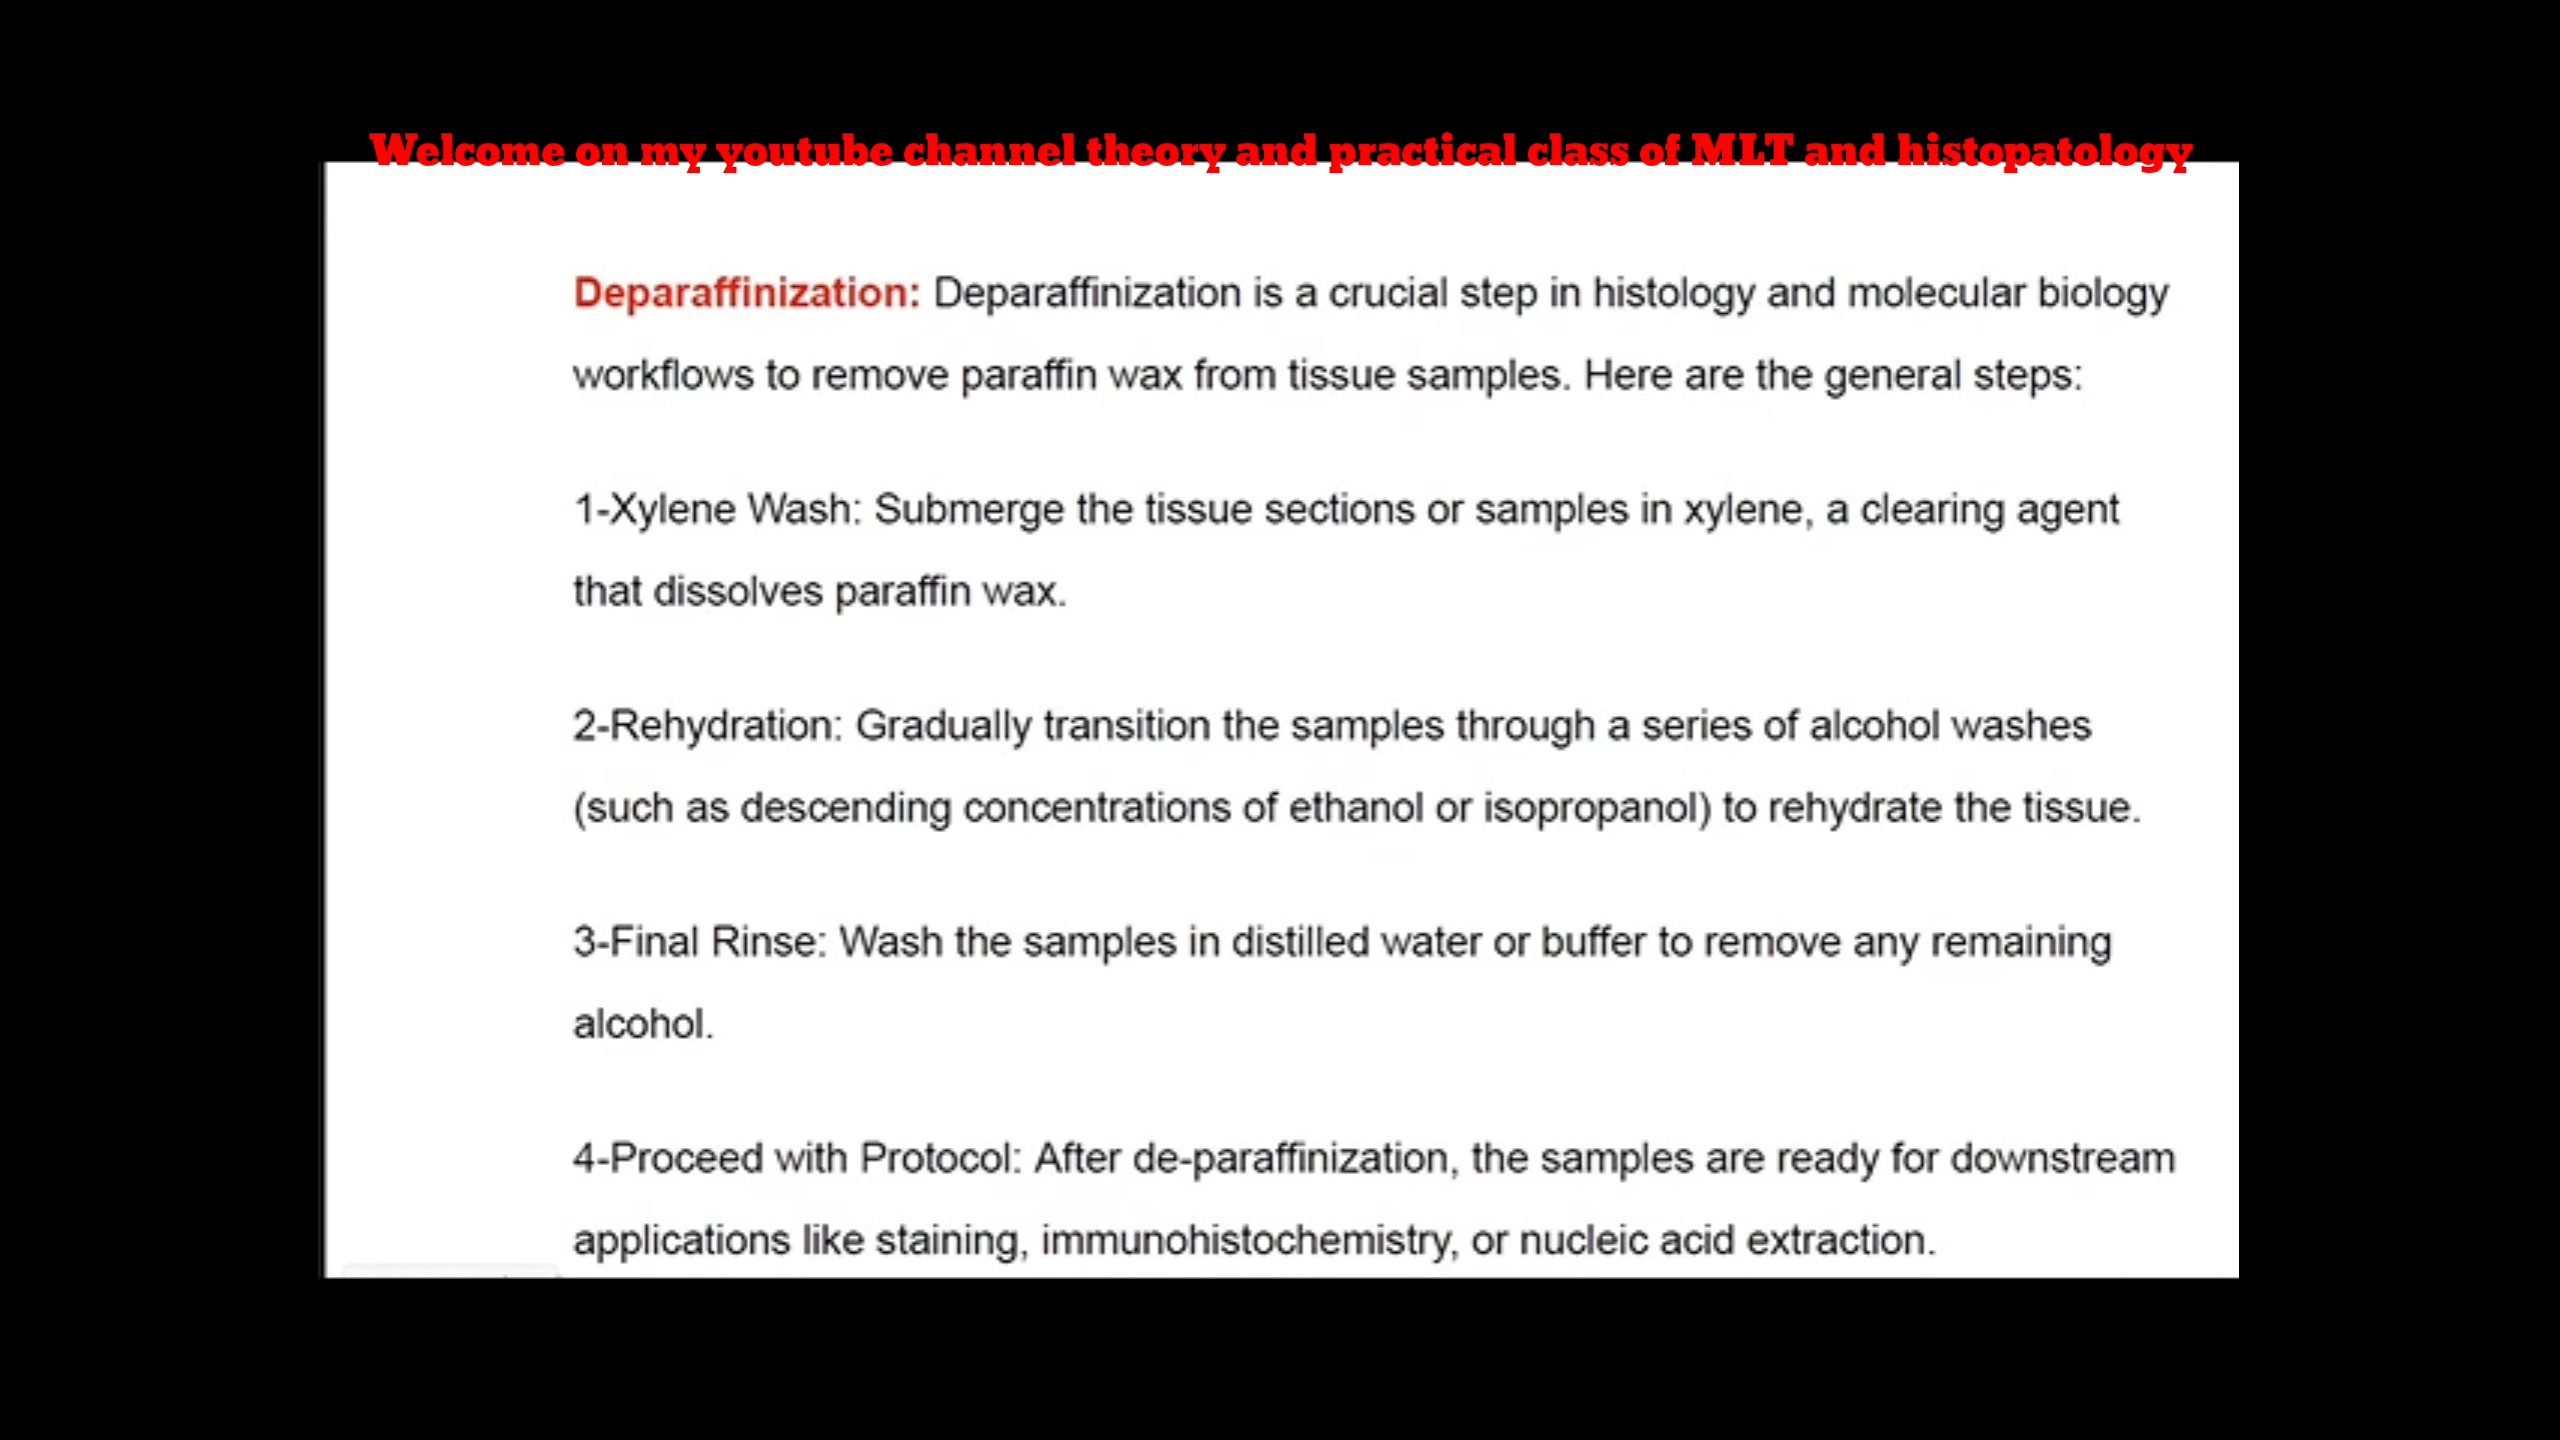 Welcome on my youtube channel theory and practical class of MLT and histopatology
Deparaffinization: Deparaffinization is a crucial step in histology and molecular biology
workflows to remove paraffin wax from tissue samples. Here are the general steps:
1-Xylene Wash: Submerge the tissue sections or samples in xylene, a clearing agent
that dissolves paraffin wax.
2-Rehydration: Gradually transition the samples through a series of alcohol washes
(such as descending concentrations of ethanol or isopropanol) to rehydrate the tissue.
3-Final Rinse: Wash the samples in distilled water or buffer to remove any remaining
alcohol.
4-Proceed with Protocol: After de-paraffinization, the samples are ready for downstream
applications like staining, immunohistochemistry, or nucleic acid extraction.